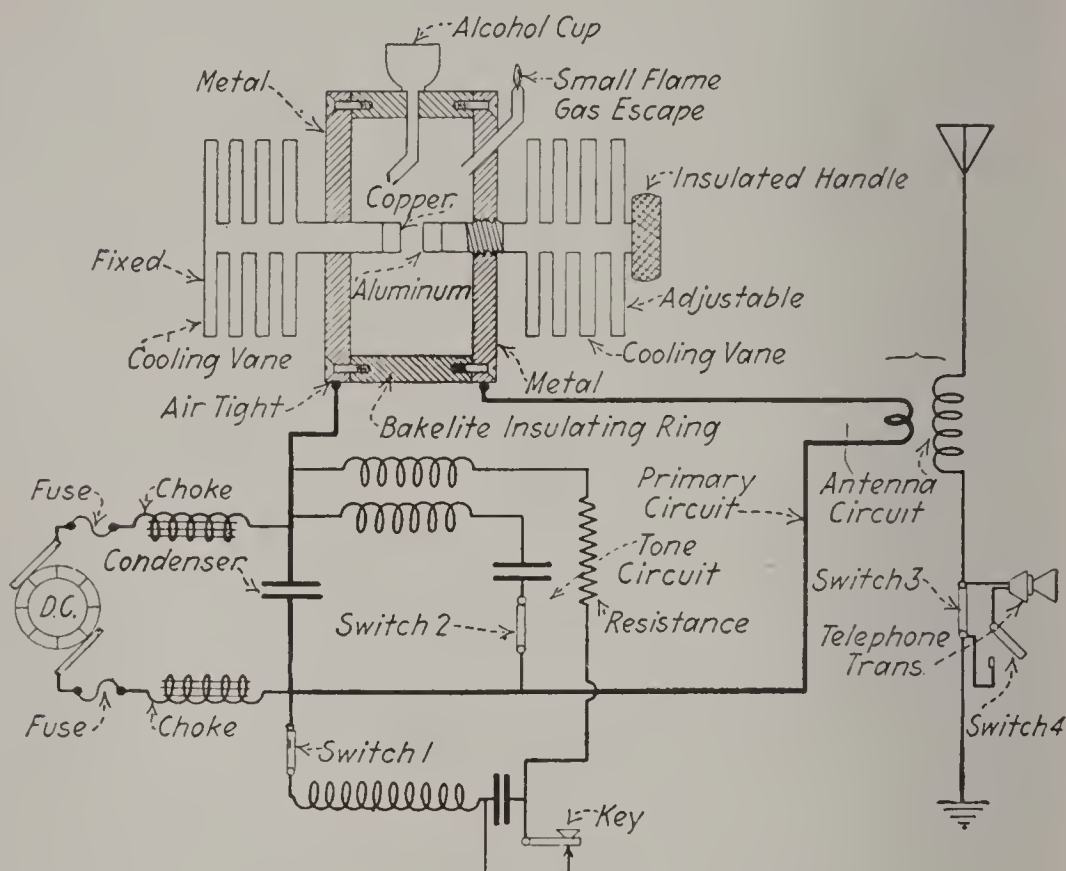 Alcohol Cup
Metal
Small Flame
Gas Escape
Insulated Handle
Copper
Fixed
Aluminum
Adjustable
Cooling Vane
Cooling Vane
Metal
Air Tight
Bakelite Insulating Ring
Fuse
Choke
Primary
Circuit
Antenna
Circuit
Condenser
Tone
Circuit
D.C.
Switch 2
Resistance
Switch 3
Telephone
Trans.
Fuse
Choke
Switch 4
Switch 1
Key